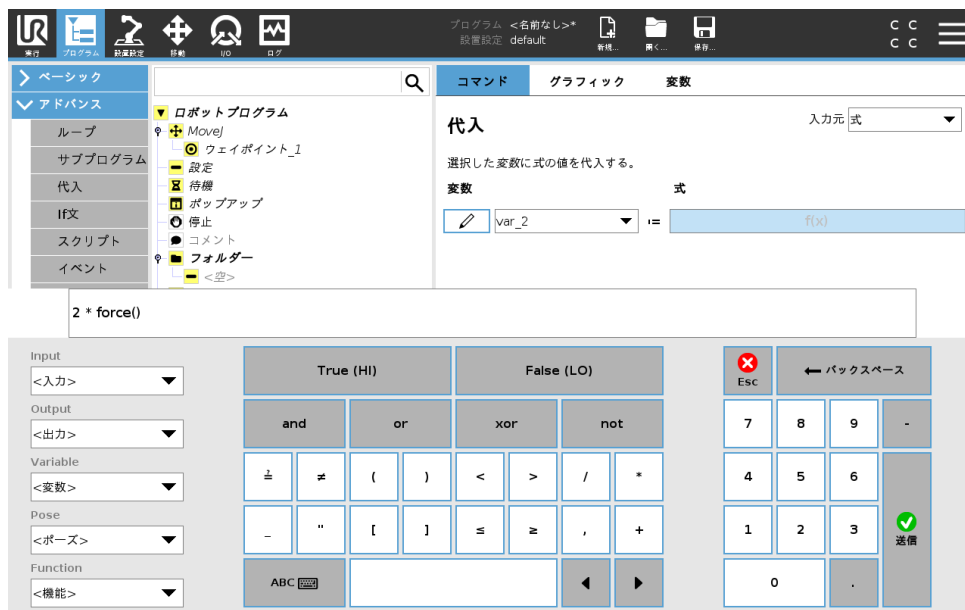 プログラム <名前なし>*
設置設定 default
実行 プログラム 設置設定 移動 I/O ログ
新規... 開く... 保存...
C C
C C
ベーシック
アドバンス
ループ
サブプログラム
代入
If文
スクリプト
イベント
ロボットプログラム
MoveJ
ウェイポイント_1
設定
待機
ポップアップ
停止
コメント
フォルダー
<空>
コマンド グラフィック 変数
代入
入力元 式
選択した変数に式の値を代入する。
変数 式
var_2 := f(x)
2 * force()
Input
<入力>
Output
<出力>
Variable
<変数>
Pose
<ポーズ>
Function
<機能>
True (HI) False (LO)
and or xor not
≟ ≠ ( ) < > / *
_ " [ ] ≤ ≥ , +
ABC
Esc バックスペース
7 8 9 -
4 5 6
1 2 3 送信
0 .